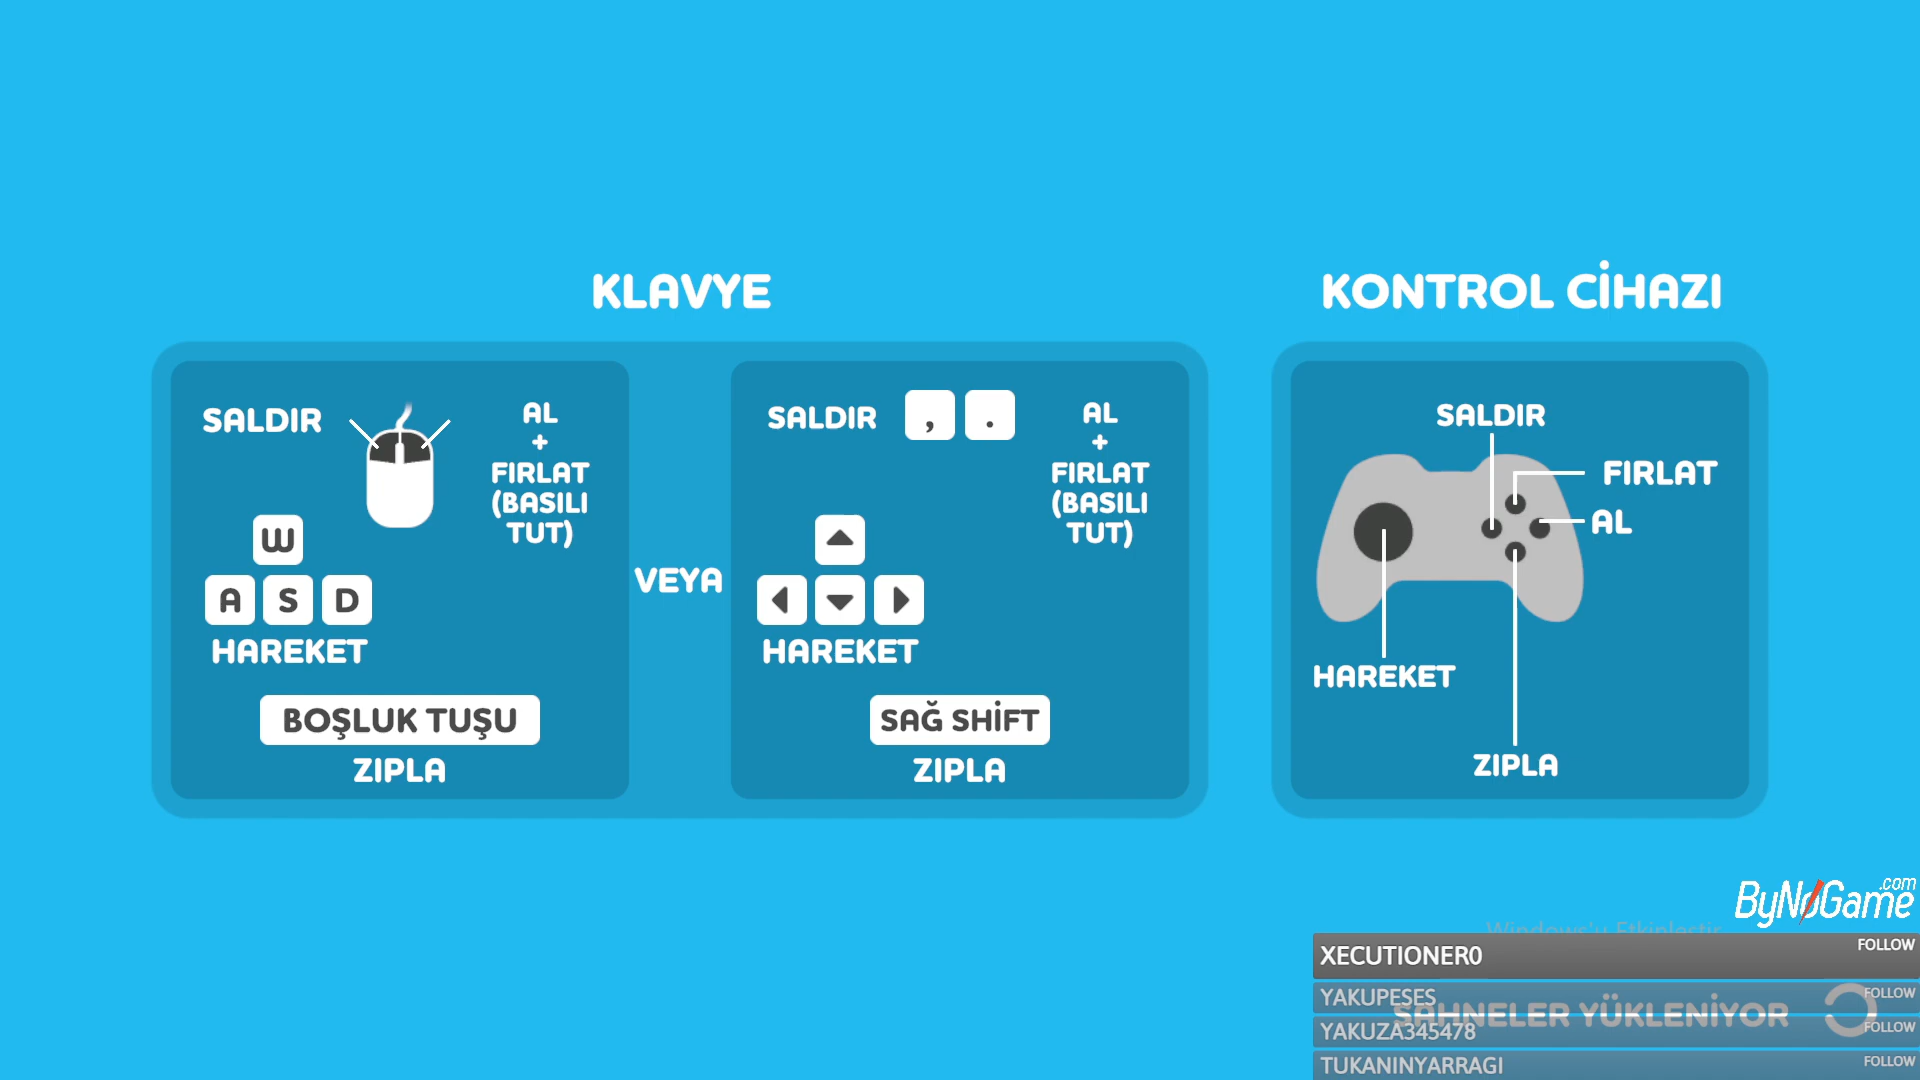 KLAVYE
KONTROL CİHAZI
SALDIR
AL
+
FIRLAT
(BASILI
TUT)
W
A S D
HAREKET
BOŞLUK TUŞU
ZIPLA
VEYA
SALDIR
, .
AL
+
FIRLAT
(BASILI
TUT)
HAREKET
SAĞ SHİFT
ZIPLA
SALDIR
FIRLAT
AL
HAREKET
ZIPLA
ByNoGame.com
Windows'u Etkinleştir
XECUTIONER0 FOLLOW
YAKUPESES FOLLOW
SAHNELER YÜKLENİYOR
YAKUZA345478 FOLLOW
TUKANINYARRAGI FOLLOW